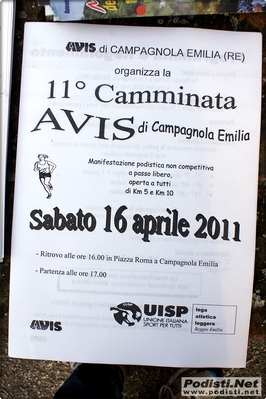 AVIS di CAMPAGNOLA EMILIA (RE)
organizza la
11° Camminata
AVIS di Campagnola Emilia
Manifestazione podistica non competitiva
a passo libero,
aperta a tutti
di Km 5 e Km 10
Sabato 16 aprile 2011
- Ritrovo alle ore 16.00 in Piazza Roma a Campagnola Emilia
- Partenza alle ore 17.00
AVIS
UISP
UNIONE ITALIANA
SPORT PER TUTTI
lega
atletica
leggera
Reggio Emilia
Podisti.Net
www.podisti.net